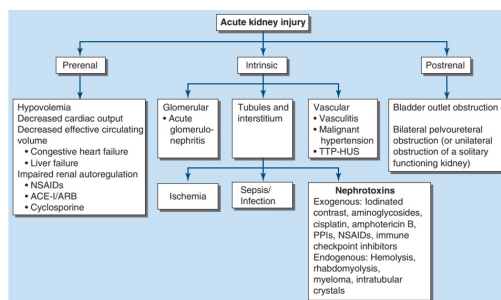 Acute kidney injury
Prerenal
Intrinsic
Postrenal
Hypovolemia
Decreased cardiac output
Decreased effective circulating
volume
• Congestive heart failure
• Liver failure
Impaired renal autoregulation
• NSAIDs
• ACE-I/ARB
• Cyclosporine
Glomerular
• Acute
glomerulo-
nephritis
Tubules and
interstitium
Vascular
• Vasculitis
• Malignant
hypertension
• TTP-HUS
Bladder outlet obstruction
Bilateral pelvoureteral
obstruction (or unilateral
obstruction of a solitary
functioning kidney)
Ischemia
Sepsis/
Infection
Nephrotoxins
Exogenous: Iodinated
contrast, aminoglycosides,
cisplatin, amphotericin B,
PPIs, NSAIDs, immune
checkpoint inhibitors
Endogenous: Hemolysis,
rhabdomyolysis,
myeloma, intratubular
crystals